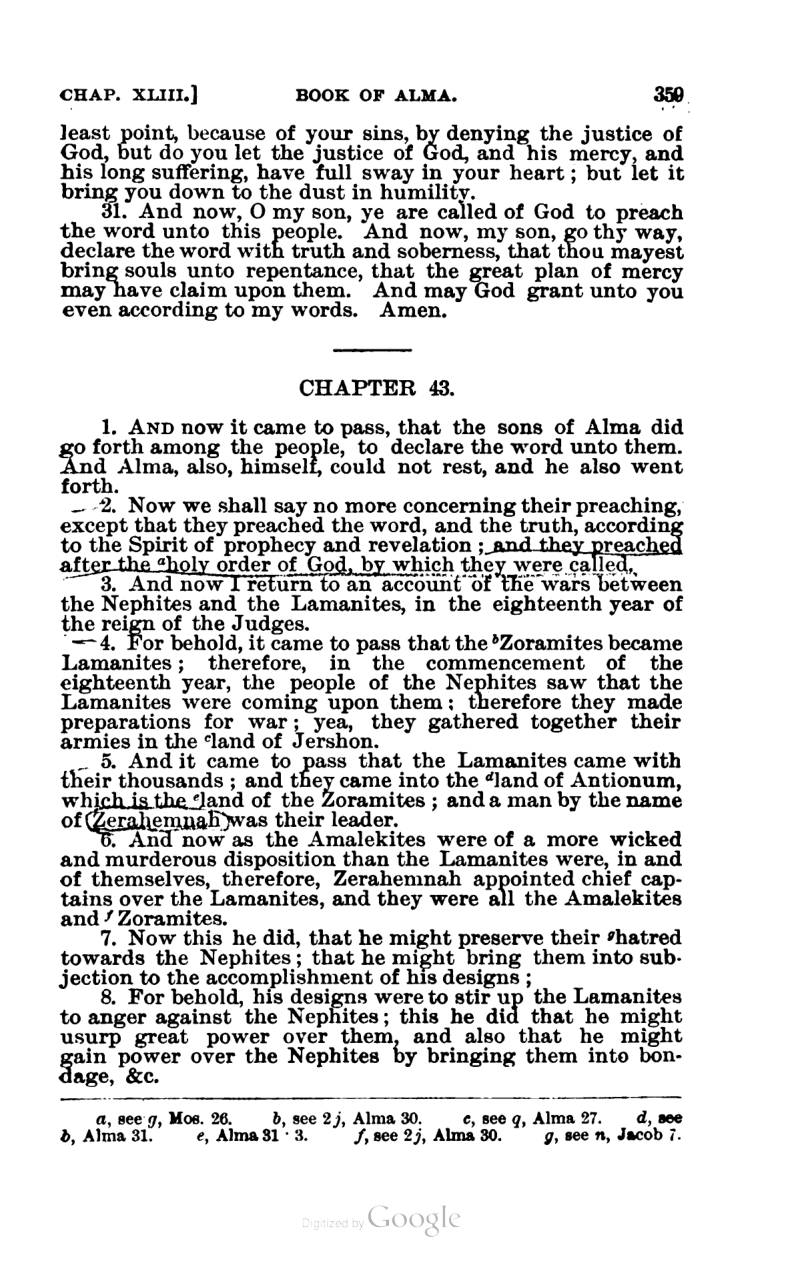 CHAP. XLIII.] BOOK OF ALMA. 359
least point, because of your sins, by denying the justice of
God, but do you let the justice of God, and his mercy, and
his long suffering, have full sway in your heart ; but let it
bring you down to the dust in humility.
31. And now, O my son, ye are called of God to preach
the word unto this people. And now, my son, go thy way,
declare the word with truth and soberness, that thou mayest
bring souls unto repentance, that the great plan of mercy
may have claim upon them. And may God grant unto you
even according to my words. Amen.
CHAPTER 43.
1. AND now it came to pass, that the sons of Alma did
go forth among the people, to declare the word unto them.
And Alma, also, himself, could not rest, and he also went
forth.
2. Now we shall say no more concerning their preaching,
except that they preached the word, and the truth, according
to the Spirit of prophecy and revelation ; and they preached
after the ᵃholy order of God, by which they were called.
3. And now I return to an account of the wars between
the Nephites and the Lamanites, in the eighteenth year of
the reign of the Judges.
4. For behold, it came to pass that the ᵇZoramites became
Lamanites ; therefore, in the commencement of the
eighteenth year, the people of the Nephites saw that the
Lamanites were coming upon them ; therefore they made
preparations for war ; yea, they gathered together their
armies in the ᶜland of Jershon.
5. And it came to pass that the Lamanites came with
their thousands ; and they came into the ᵈland of Antionum,
which is the ᵉland of the Zoramites ; and a man by the name
of Zerahemnah was their leader.
6. And now as the Amalekites were of a more wicked
and murderous disposition than the Lamanites were, in and
of themselves, therefore, Zerahemnah appointed chief cap-
tains over the Lamanites, and they were all the Amalekites
and ᶠ Zoramites.
7. Now this he did, that he might preserve their ᵍhatred
towards the Nephites ; that he might bring them into sub-
jection to the accomplishment of his designs ;
8. For behold, his designs were to stir up the Lamanites
to anger against the Nephites ; this he did that he might
usurp great power over them, and also that he might
gain power over the Nephites by bringing them into bon-
dage, &c.
a, see g, Mos. 26. b, see 2 j, Alma 30. c, see q, Alma 27. d, see
b, Alma 31. e, Alma 31 : 3. f, see 2 j, Alma 30. g, see n, Jacob 7.
Digitized by Google